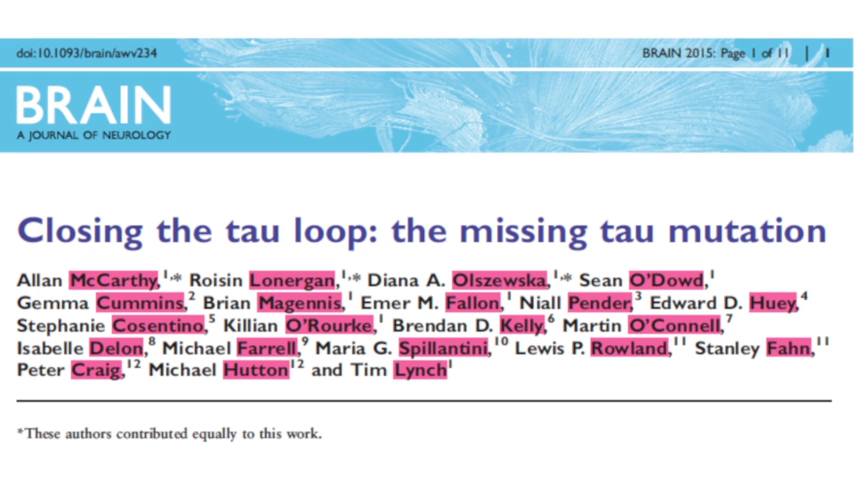 doi:10.1093/brain/awv234
BRAIN 2015: Page 1 of 11 | 1
BRAIN
A JOURNAL OF NEUROLOGY
Closing the tau loop: the missing tau mutation
Allan McCarthy,1,* Roisin Lonergan,1,* Diana A. Olszewska,1,* Sean O'Dowd,1
Gemma Cummins,2 Brian Magennis,1 Emer M. Fallon,1 Niall Pender,3 Edward D. Huey,4
Stephanie Cosentino,5 Killian O'Rourke,1 Brendan D. Kelly,6 Martin O'Connell,7
Isabelle Delon,8 Michael Farrell,9 Maria G. Spillantini,10 Lewis P. Rowland,11 Stanley Fahn,11
Peter Craig,12 Michael Hutton12 and Tim Lynch1
*These authors contributed equally to this work.